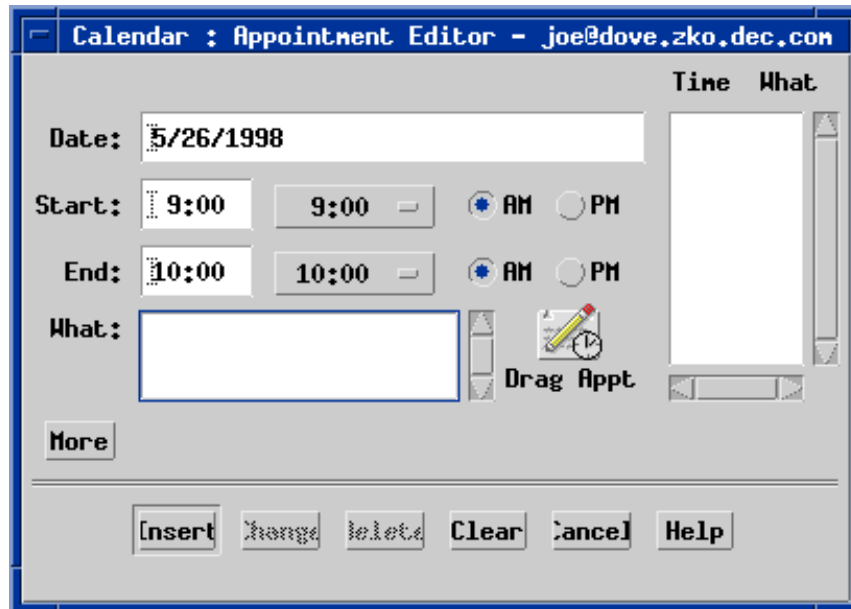 Calendar : Appointment Editor - joe@dove.zko.dec.com
Time What
Date: 5/26/1998
Start: 9:00 9:00 AM PM
End: 10:00 10:00 AM PM
What:
Drag Appt
More
Insert Change Delete Clear Cancel Help